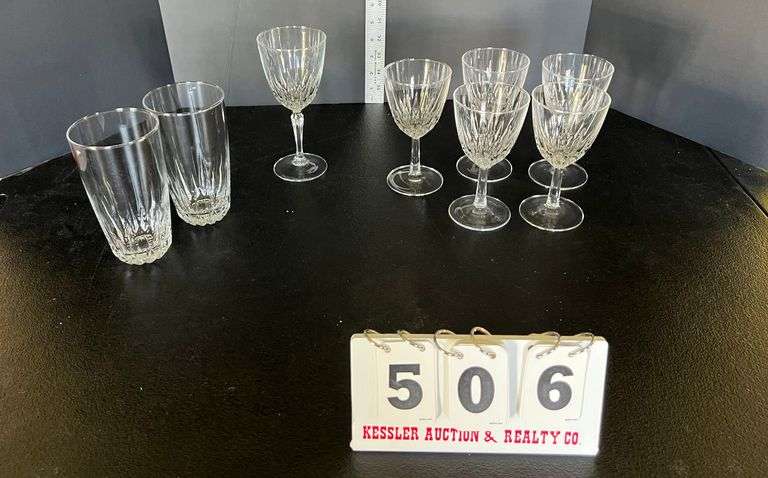 506
KESSLER AUCTION & REALTY CO.